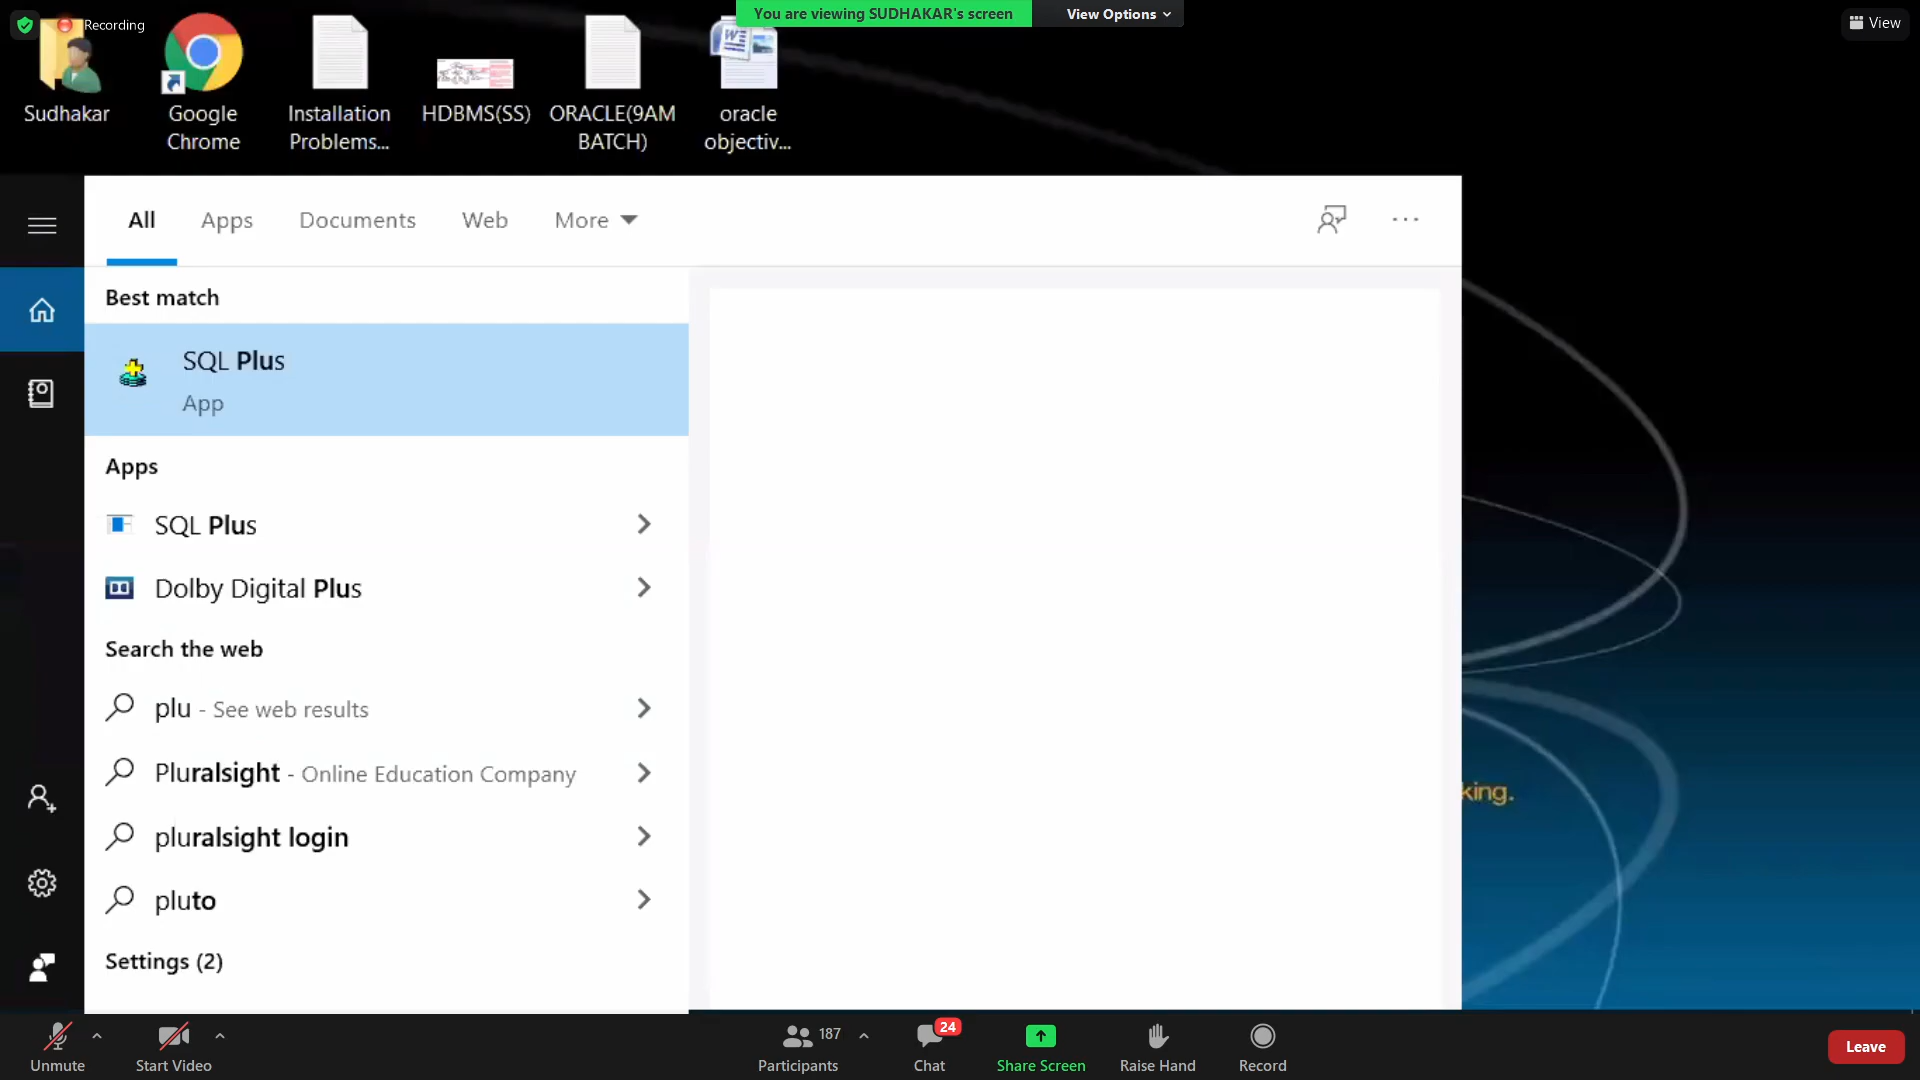 Recording
You are viewing SUDHAKAR's screen
View Options
View
Sudhakar
Google
Chrome
Installation
Problems...
HDBMS(SS)
ORACLE(9AM
BATCH)
oracle
objectiv...
All
Apps
Documents
Web
More
Best match
SQL Plus
App
Apps
SQL Plus
Dolby Digital Plus
Search the web
plu - See web results
Pluralsight - Online Education Company
pluralsight login
pluto
Settings (2)
king.
Unmute
Start Video
187
Participants
24
Chat
Share Screen
Raise Hand
Record
Leave